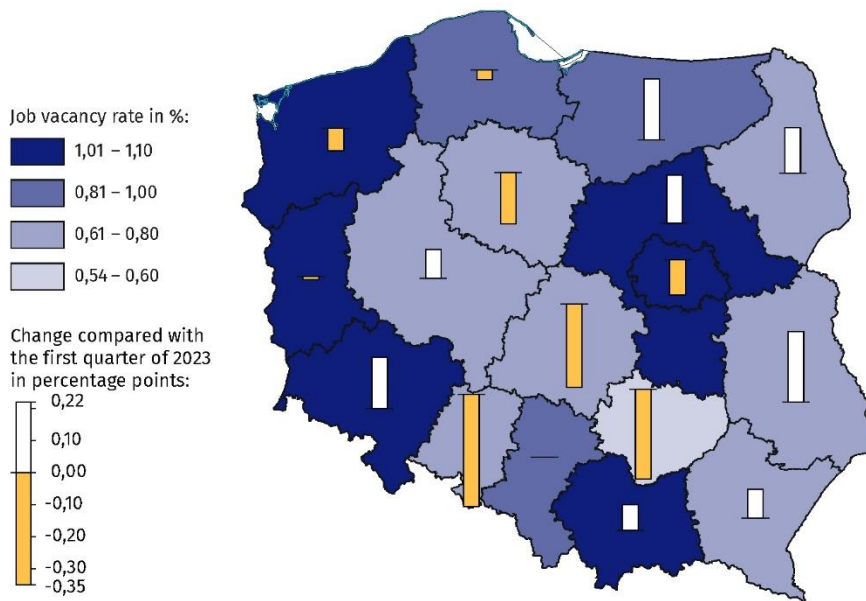 Job vacancy rate in %:
1,01 – 1,10
0,81 – 1,00
0,61 – 0,80
0,54 – 0,60
Change compared with
the first quarter of 2023
in percentage points:
0,22
0,10
0,00
-0,10
-0,20
-0,30
-0,35